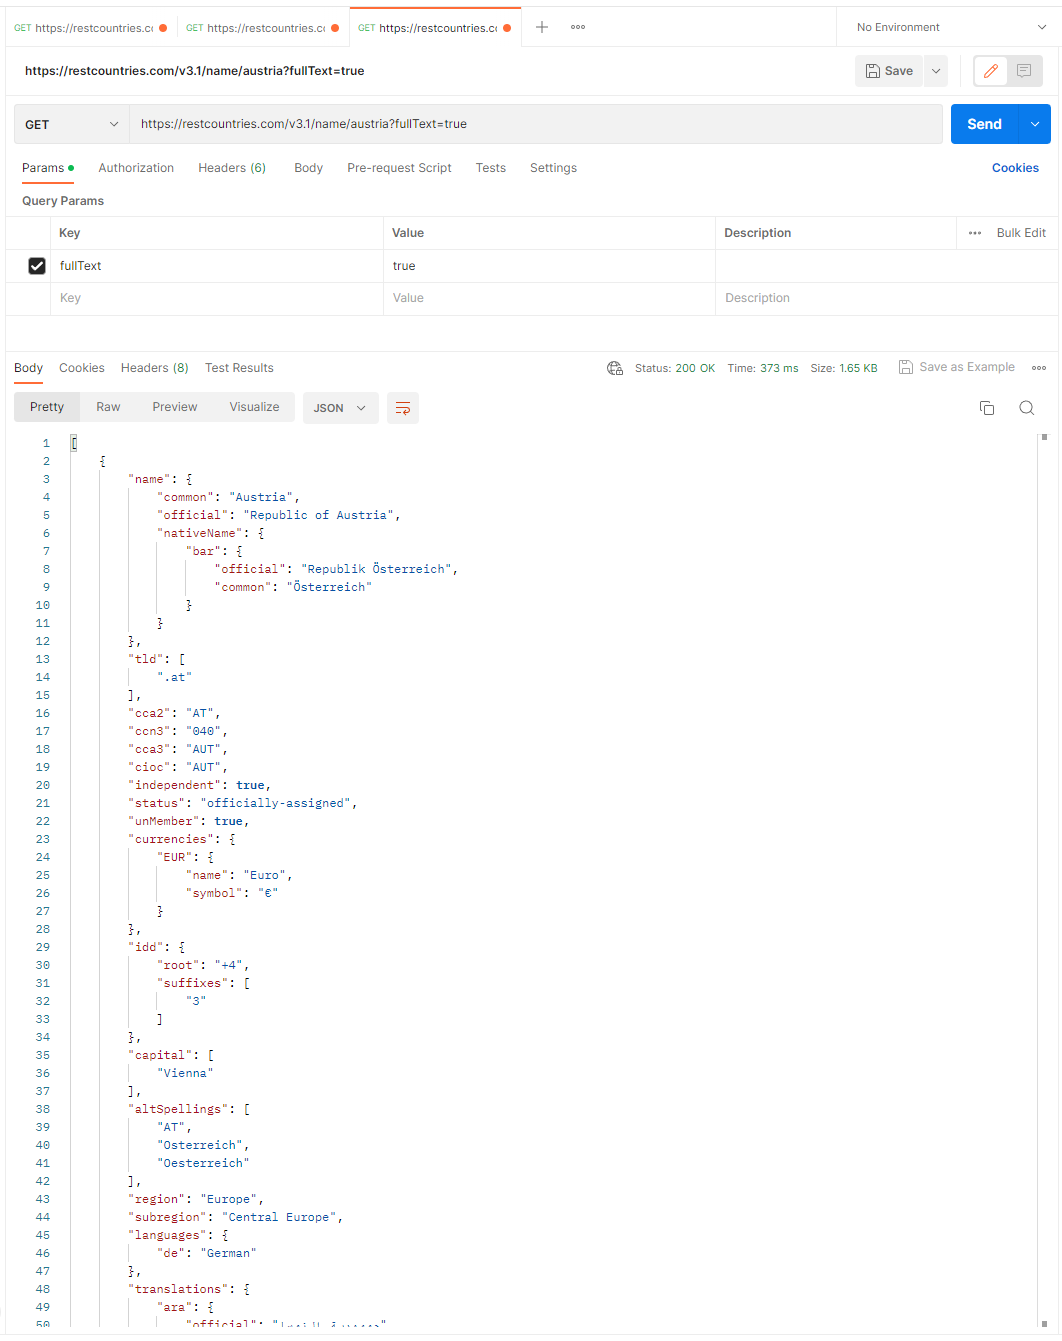 GET https://restcountries.cc
GET https://restcountries.cc
GET https://restcountries.cc
No Environment
https://restcountries.com/v3.1/name/austria?fullText=true
Save
GET https://restcountries.com/v3.1/name/austria?fullText=true Send
Params Authorization Headers (6) Body Pre-request Script Tests Settings Cookies
Query Params
Key Value Description Bulk Edit
fullText true
Key Value Description
Body Cookies Headers (8) Test Results Status: 200 OK Time: 373 ms Size: 1.65 KB Save as Example
Pretty Raw Preview Visualize JSON
1 [
2 {
3 "name": {
4 "common": "Austria",
5 "official": "Republic of Austria",
6 "nativeName": {
7 "bar": {
8 "official": "Republik Österreich",
9 "common": "Österreich"
10 }
11 }
12 },
13 "tld": [
14 ".at"
15 ],
16 "cca2": "AT",
17 "ccn3": "040",
18 "cca3": "AUT",
19 "cioc": "AUT",
20 "independent": true,
21 "status": "officially-assigned",
22 "unMember": true,
23 "currencies": {
24 "EUR": {
25 "name": "Euro",
26 "symbol": "€"
27 }
28 },
29 "idd": {
30 "root": "+4",
31 "suffixes": [
32 "3"
33 ]
34 },
35 "capital": [
36 "Vienna"
37 ],
38 "altSpellings": [
39 "AT",
40 "Osterreich",
41 "Oesterreich"
42 ],
43 "region": "Europe",
44 "subregion": "Central Europe",
45 "languages": {
46 "de": "German"
47 },
48 "translations": {
49 "ara": {
50 "official":